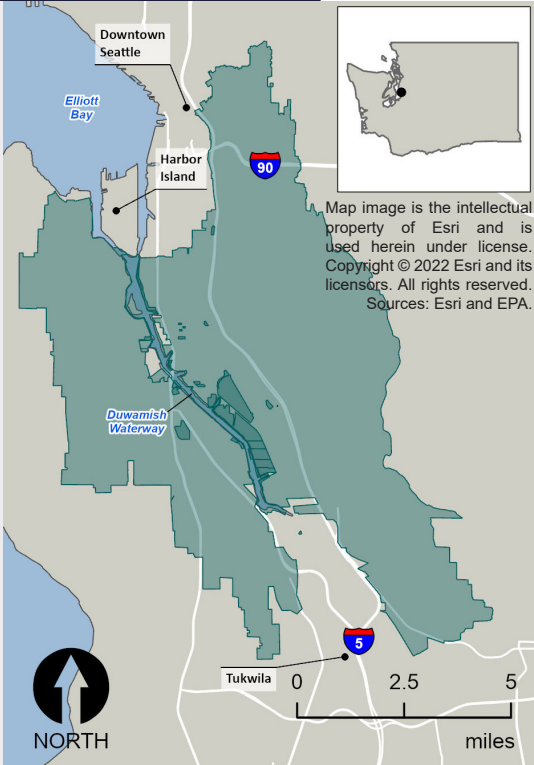 Downtown
Seattle
Elliott
Bay
Harbor
Island
90
Map image is the intellectual
property of Esri and is
used herein under license.
Copyright © 2022 Esri and its
licensors. All rights reserved.
Sources: Esri and EPA.
Duwamish
Waterway
5
Tukwila
0 2.5 5
miles
NORTH